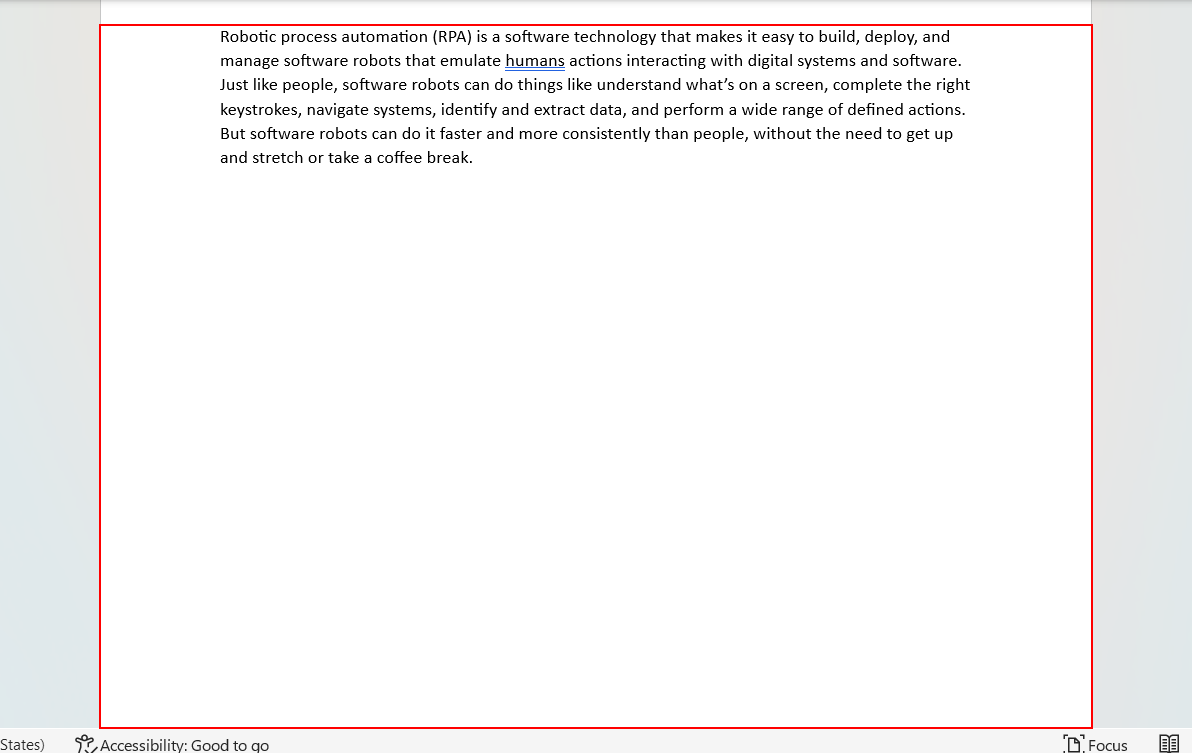 Robotic process automation (RPA) is a software technology that makes it easy to build, deploy, and
manage software robots that emulate humans actions interacting with digital systems and software.
Just like people, software robots can do things like understand what’s on a screen, complete the right
keystrokes, navigate systems, identify and extract data, and perform a wide range of defined actions.
But software robots can do it faster and more consistently than people, without the need to get up
and stretch or take a coffee break.
States) Accessibility: Good to go Focus